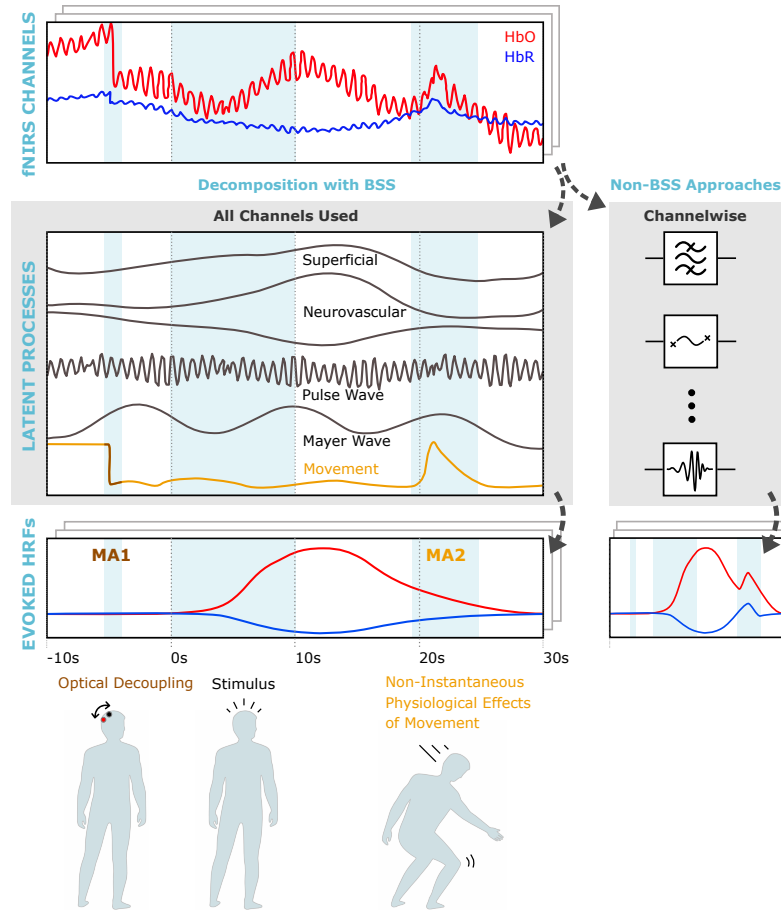 fNIRS CHANNELS
HbO
HbR
Decomposition with BSS
Non-BSS Approaches
All Channels Used
Channelwise
LATENT PROCESSES
Superficial
Neurovascular
Pulse Wave
Mayer Wave
Movement
EVOKED HRFs
MA1
MA2
-10s
0s
10s
20s
30s
Optical Decoupling
Stimulus
Non-Instantaneous
Physiological Effects
of Movement